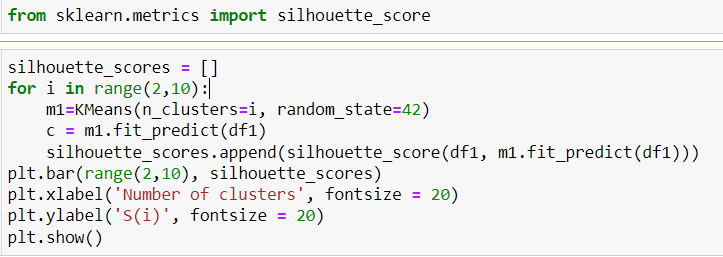 from sklearn.metrics import silhouette_score
silhouette_scores = []
for i in range(2,10):
    m1=KMeans(n_clusters=i, random_state=42)
    c = m1.fit_predict(df1)
    silhouette_scores.append(silhouette_score(df1, m1.fit_predict(df1)))
plt.bar(range(2,10), silhouette_scores)
plt.xlabel('Number of clusters', fontsize = 20)
plt.ylabel('S(i)', fontsize = 20)
plt.show()